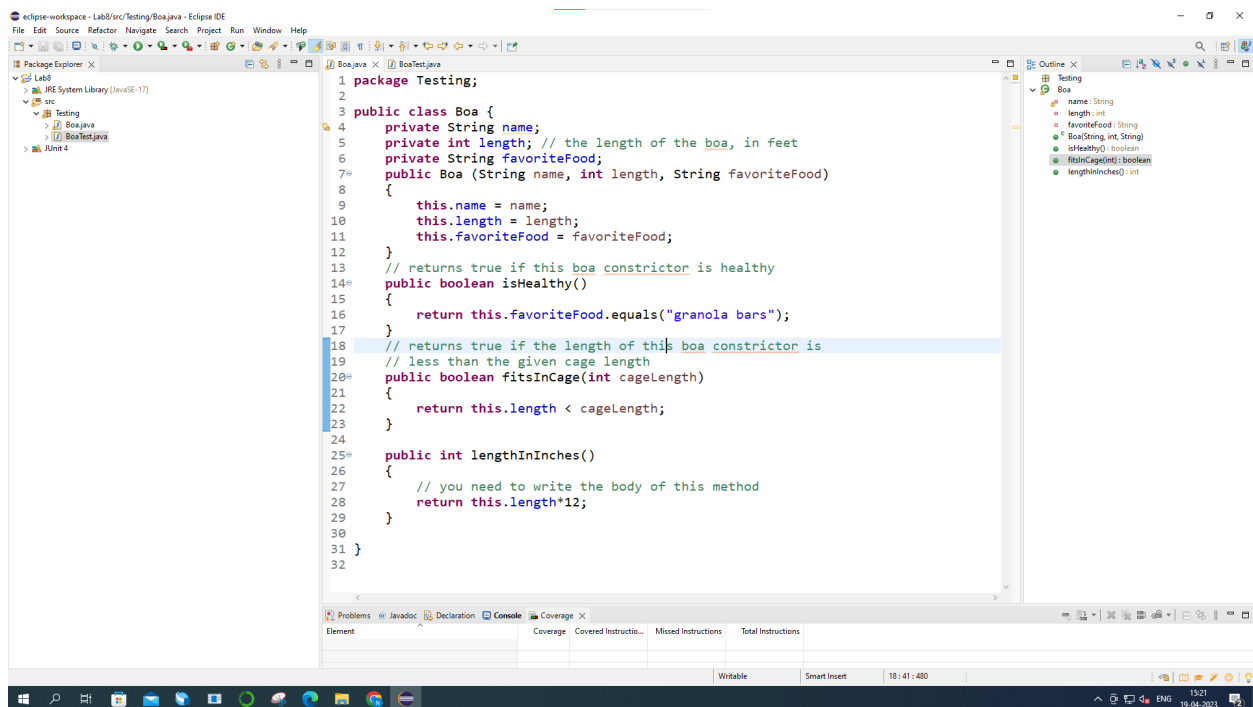 eclipse-workspace - Lab8/src/Testing/Boa.java - Eclipse IDE
File Edit Source Refactor Navigate Search Project Run Window Help
Package Explorer
Lab8
JRE System Library [JavaSE-17]
src
Testing
Boa.java
BoaTest.java
JUnit 4
Boa.java BoaTest.java
1 package Testing;
2
3 public class Boa {
4 private String name;
5 private int length; // the length of the boa, in feet
6 private String favoriteFood;
7 public Boa (String name, int length, String favoriteFood)
8 {
9 this.name = name;
10 this.length = length;
11 this.favoriteFood = favoriteFood;
12 }
13 // returns true if this boa constrictor is healthy
14 public boolean isHealthy()
15 {
16 return this.favoriteFood.equals("granola bars");
17 }
18 // returns true if the length of this boa constrictor is
19 // less than the given cage length
20 public boolean fitsInCage(int cageLength)
21 {
22 return this.length < cageLength;
23 }
24
25 public int lengthInInches()
26 {
27 // you need to write the body of this method
28 return this.length*12;
29 }
30
31 }
32
Outline
Testing
Boa
name : String
length : int
favoriteFood : String
Boa(String, int, String)
isHealthy() : boolean
fitsInCage(int) : boolean
lengthInInches() : int
Problems Javadoc Declaration Console Coverage
Element Coverage Covered Instructio... Missed Instructions Total Instructions
Writable Smart Insert 18 : 41 : 480
ENG
15:21
19-04-2023